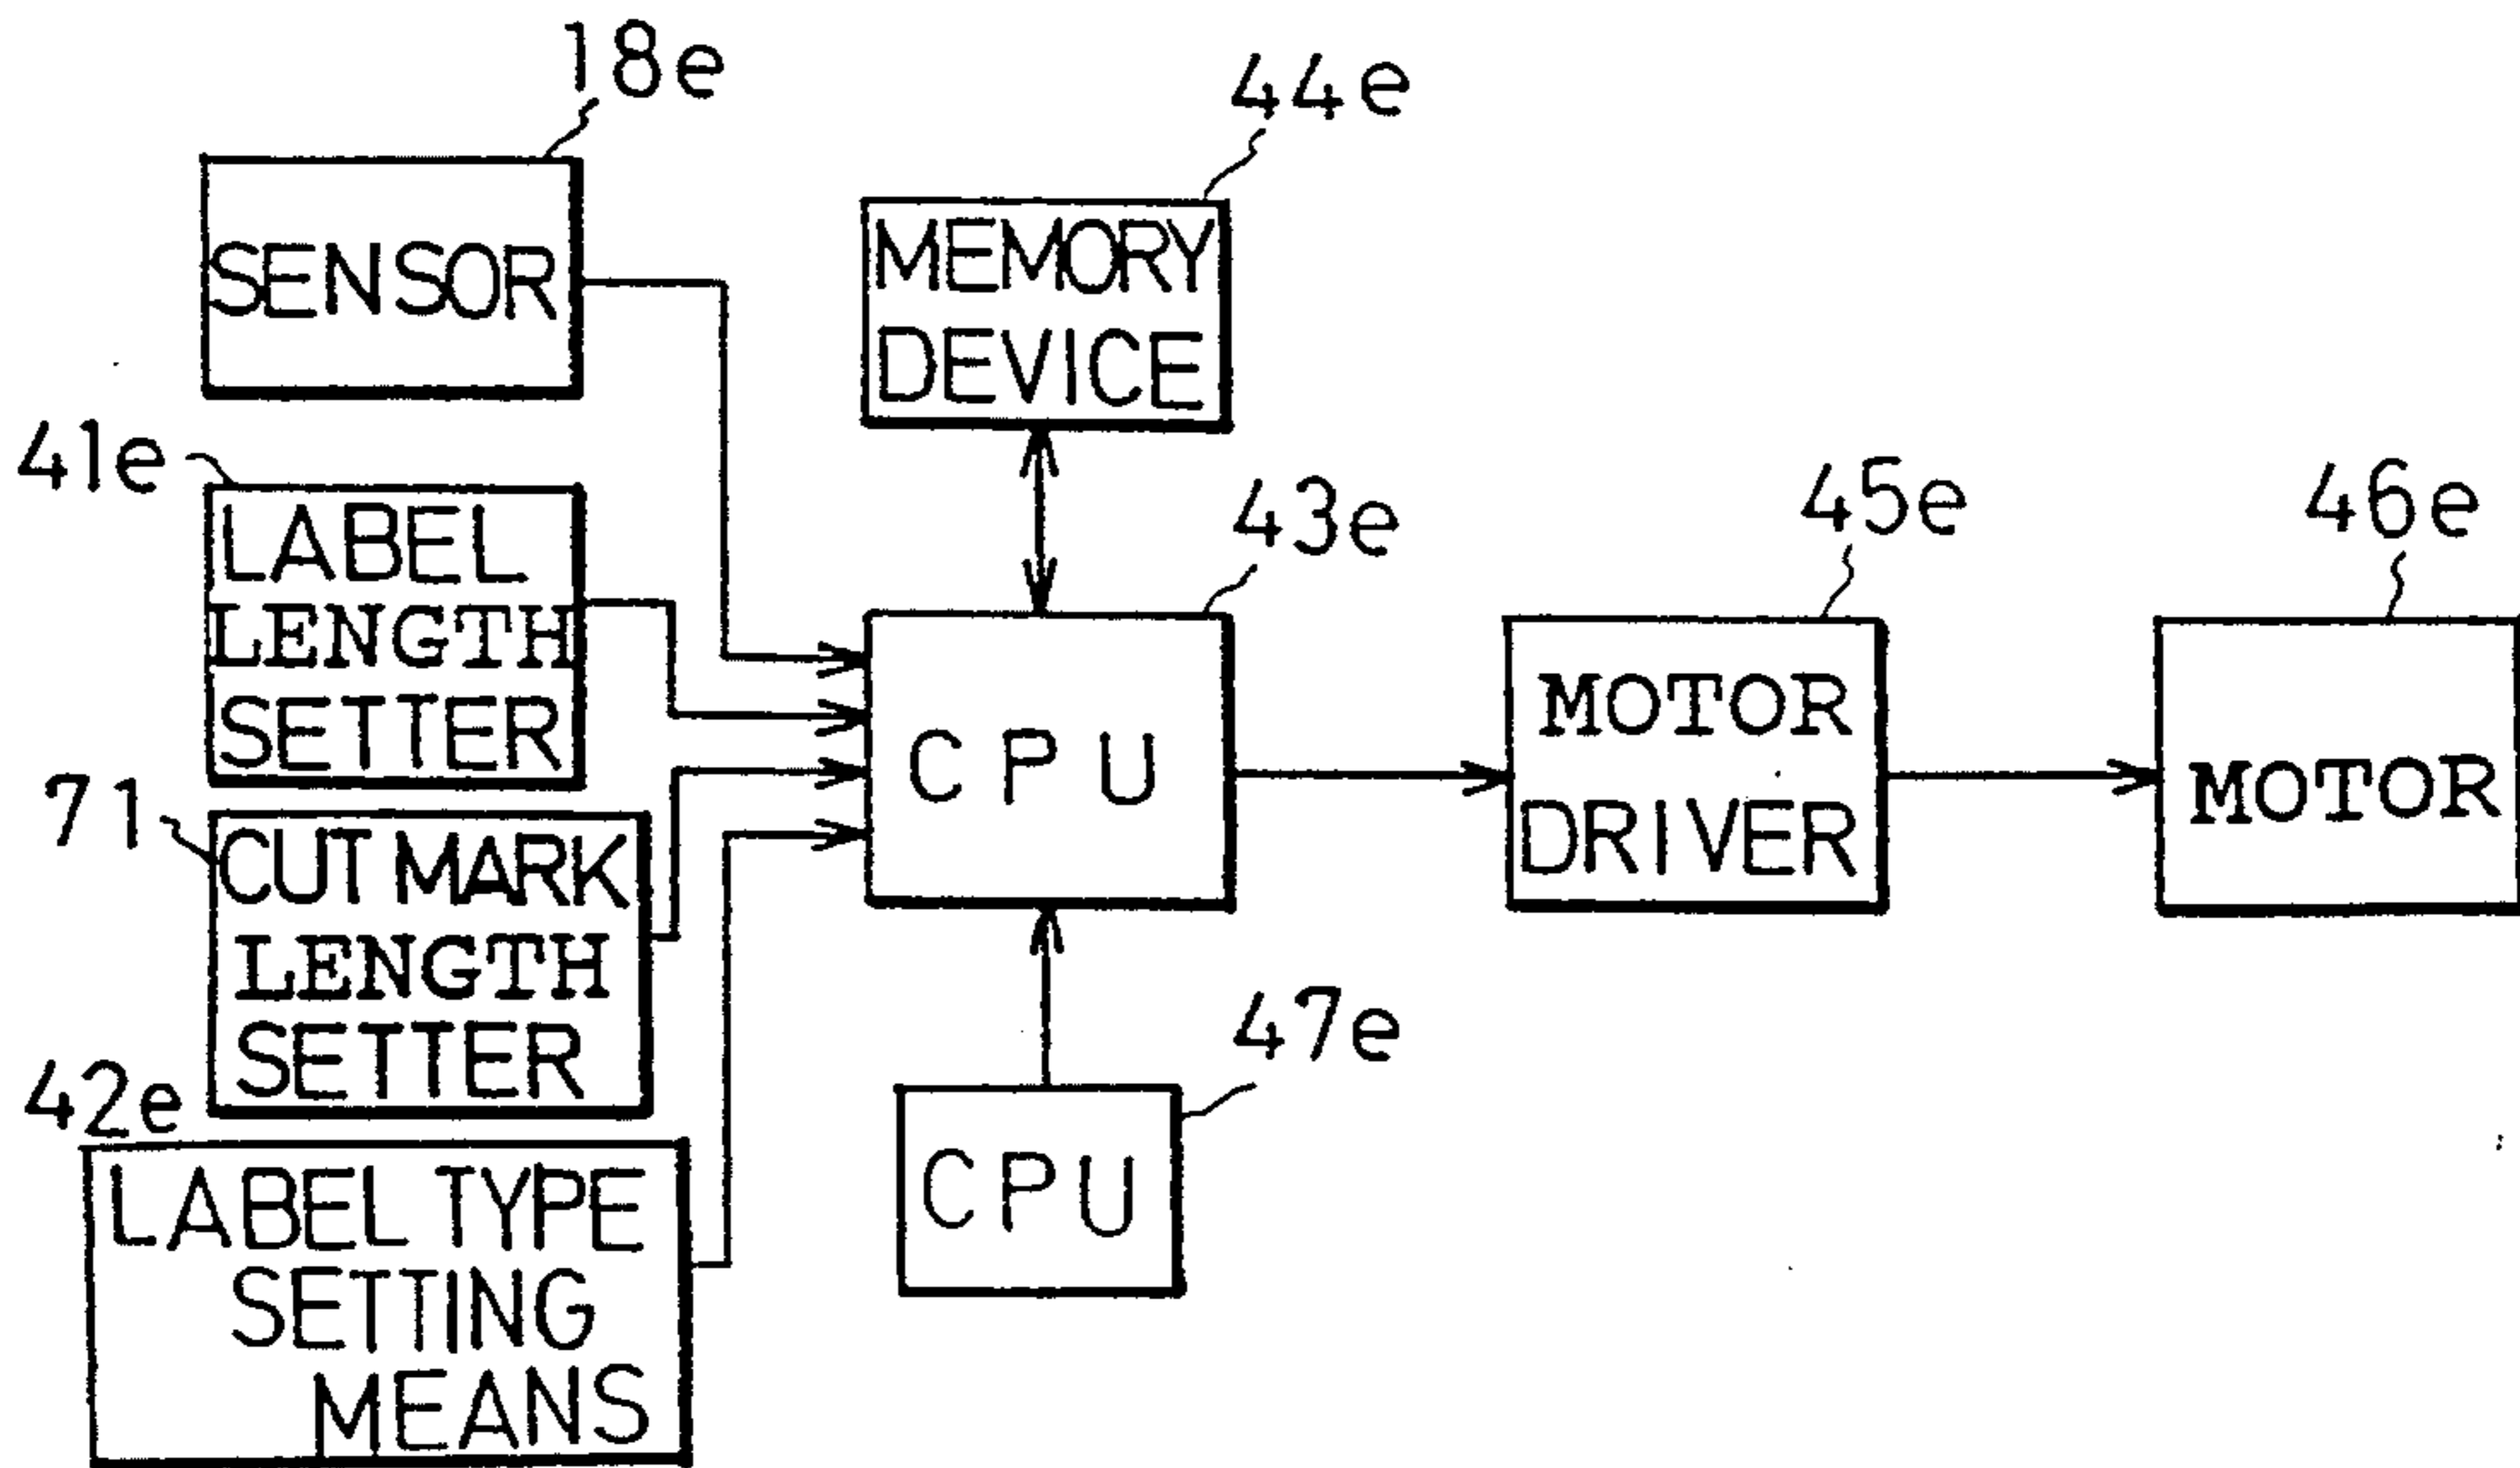 18e
SENSOR
44e
MEMORY
DEVICE
41e
LABEL
LENGTH
SETTER
43e
CPU
45e
MOTOR
DRIVER
46e
MOTOR
71
CUT MARK
LENGTH
SETTER
42e
LABEL TYPE
SETTING
MEANS
47e
CPU